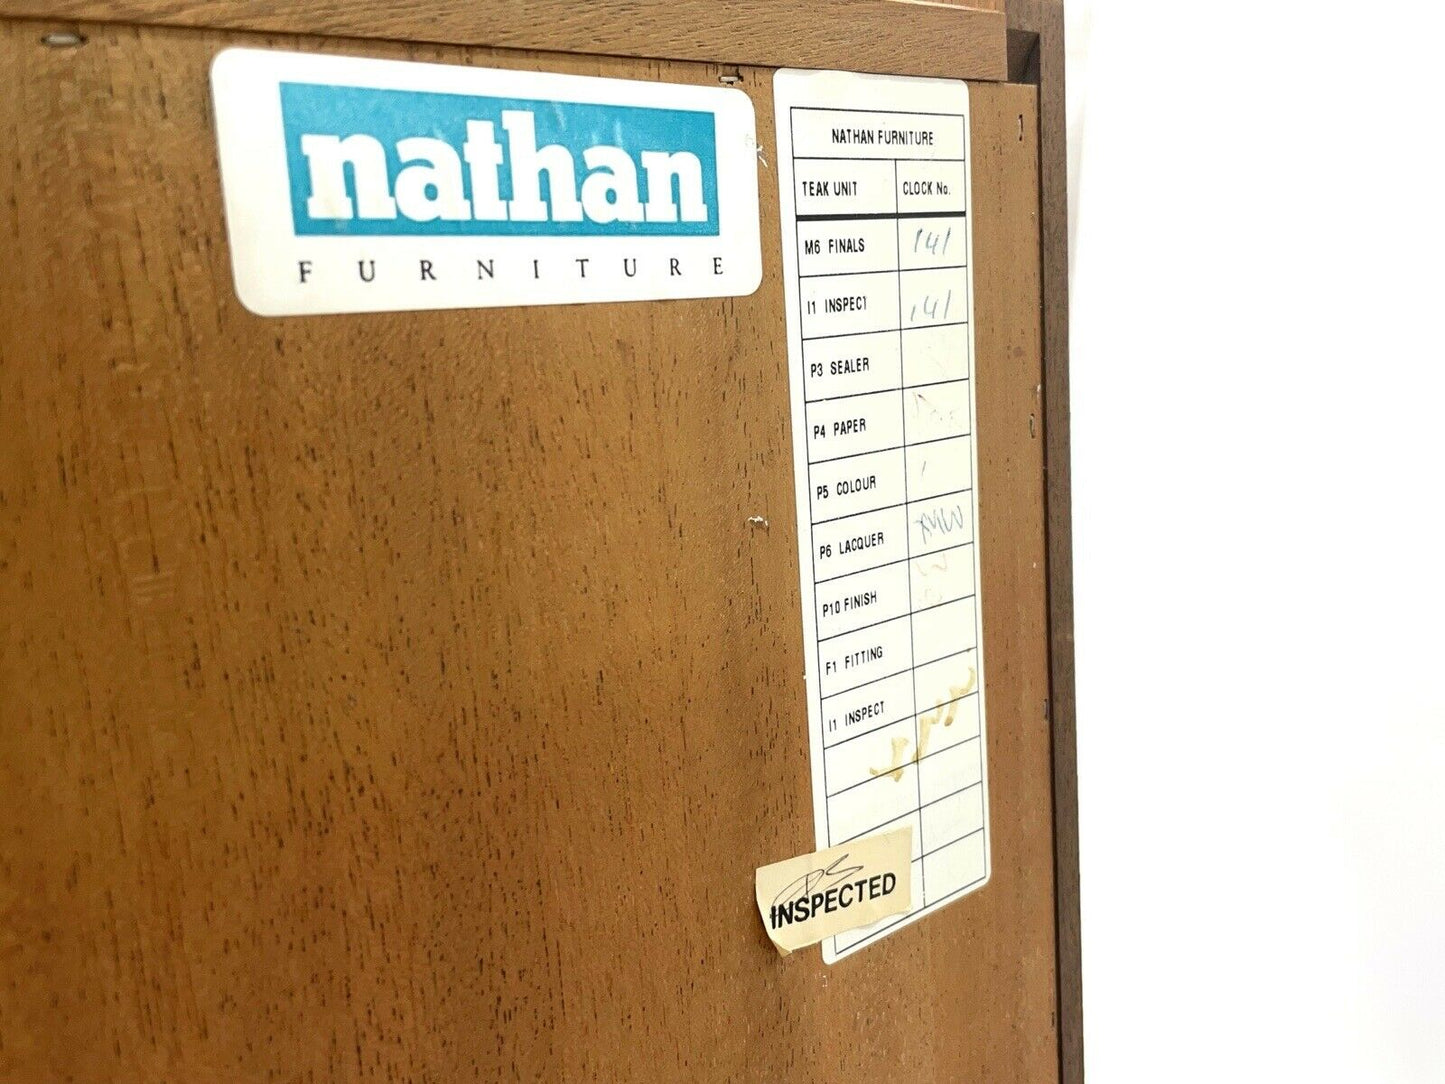 nathan
FURNITURE
NATHAN FURNITURE
TEAK UNIT CLOCK No.
M6 FINALS 141
I1 INSPECT 141
P3 SEALER
P4 PAPER
P5 COLOUR
P6 LACQUER
P10 FINISH
F1 FITTING
I1 INSPECT
INSPECTED